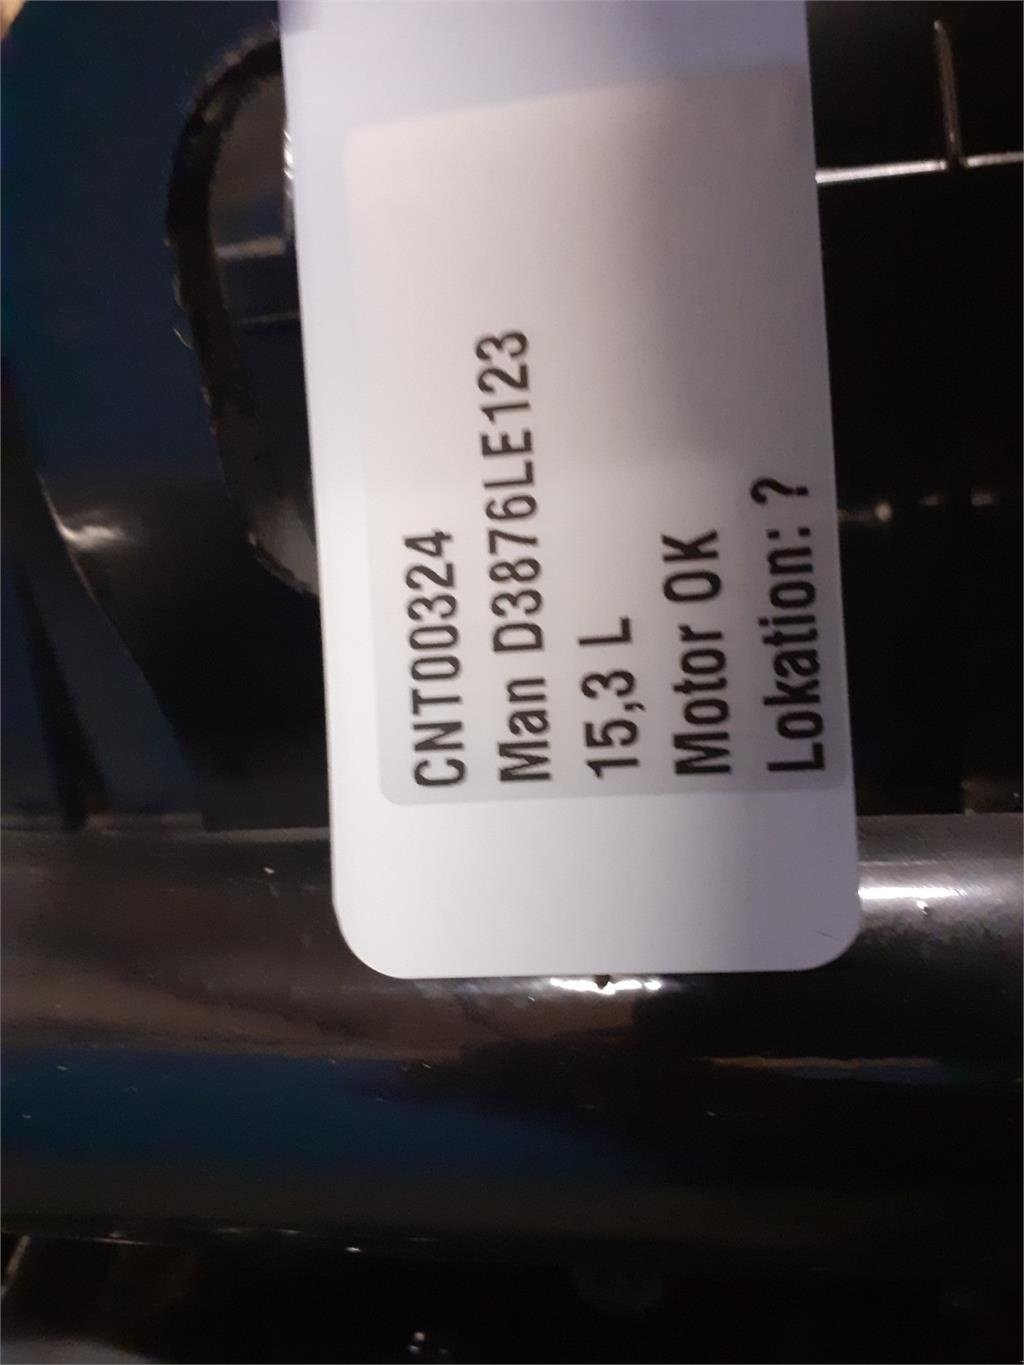 CNT00324
Man D3876LE123
15,3 L
Motor OK
Lokation: ?